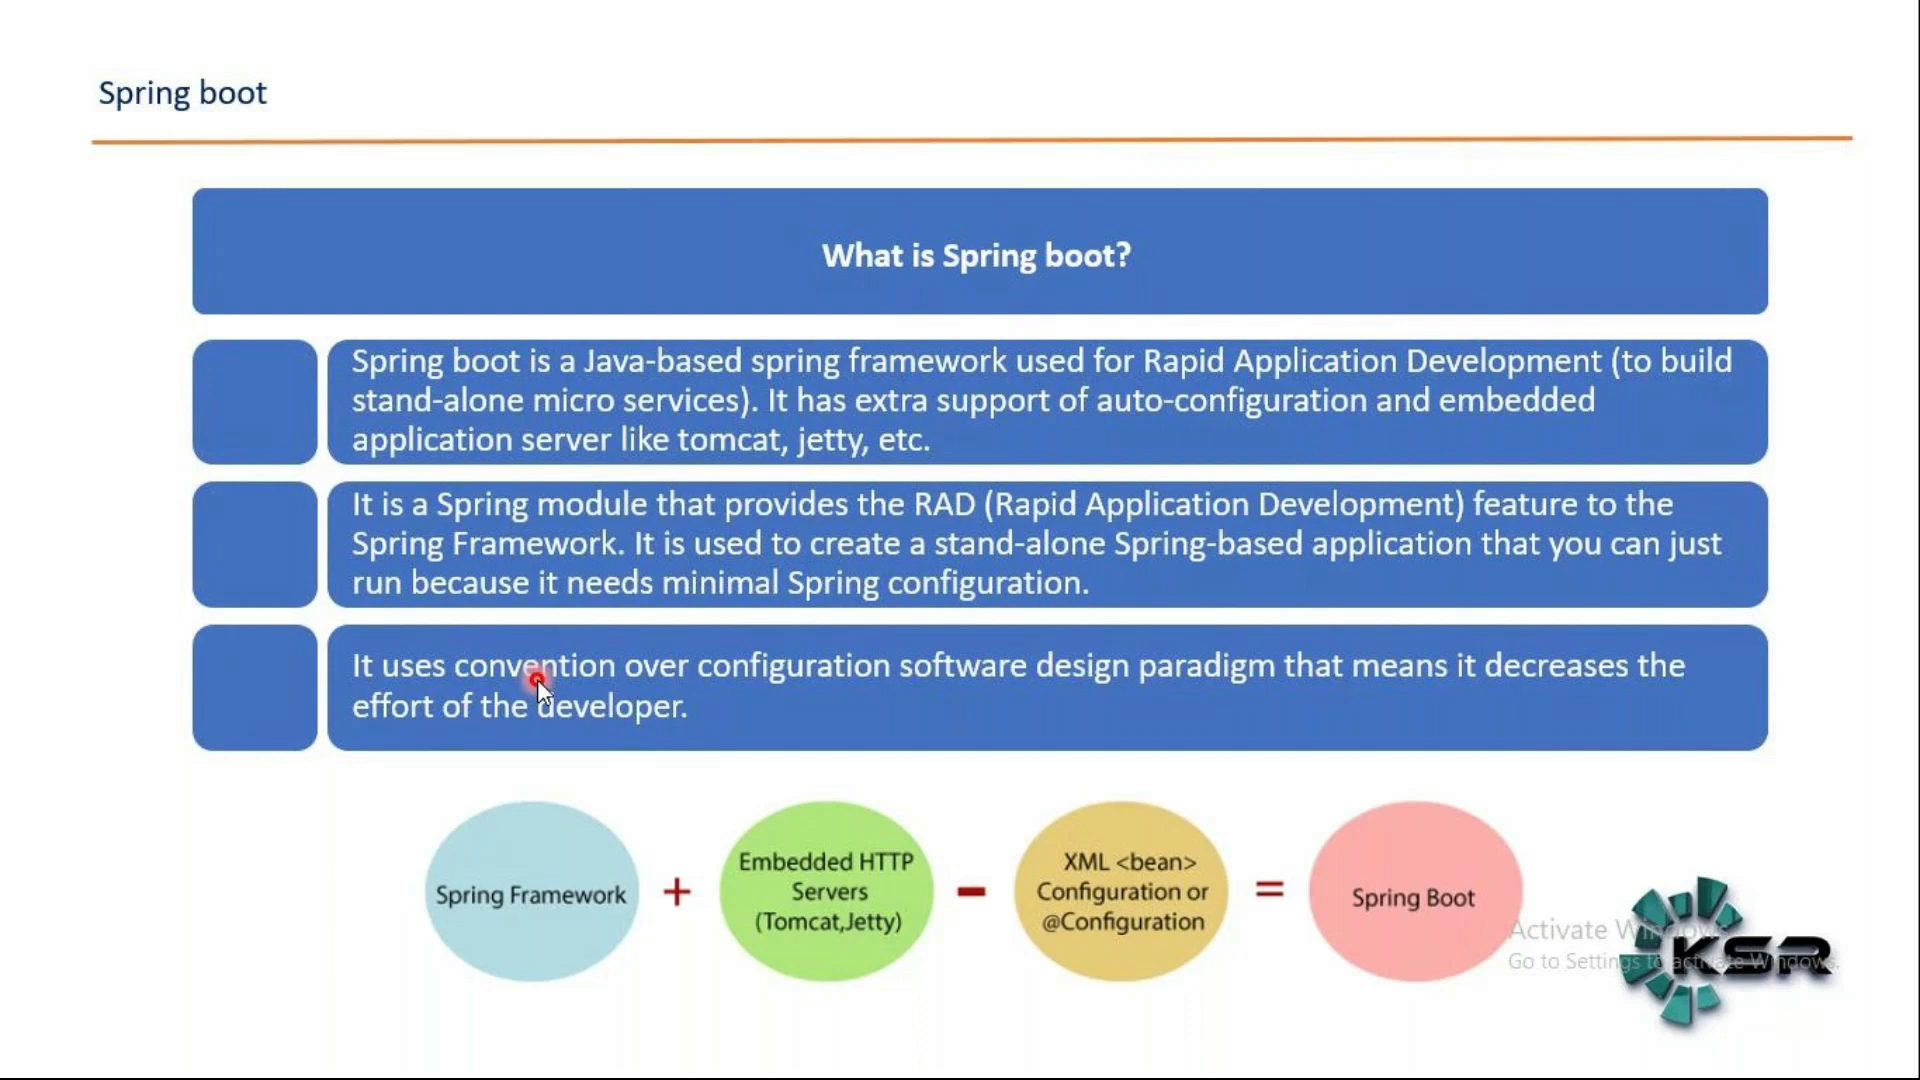 Spring boot
What is Spring boot?
Spring boot is a Java-based spring framework used for Rapid Application Development (to build
stand-alone micro services). It has extra support of auto-configuration and embedded
application server like tomcat, jetty, etc.
It is a Spring module that provides the RAD (Rapid Application Development) feature to the
Spring Framework. It is used to create a stand-alone Spring-based application that you can just
run because it needs minimal Spring configuration.
It uses convention over configuration software design paradigm that means it decreases the
effort of the developer.
Spring Framework
+
Embedded HTTP
Servers
(Tomcat,Jetty)
-
XML <bean>
Configuration or
@Configuration
=
Spring Boot
Activate Windows
Go to Settings to activate Windows.
KSR